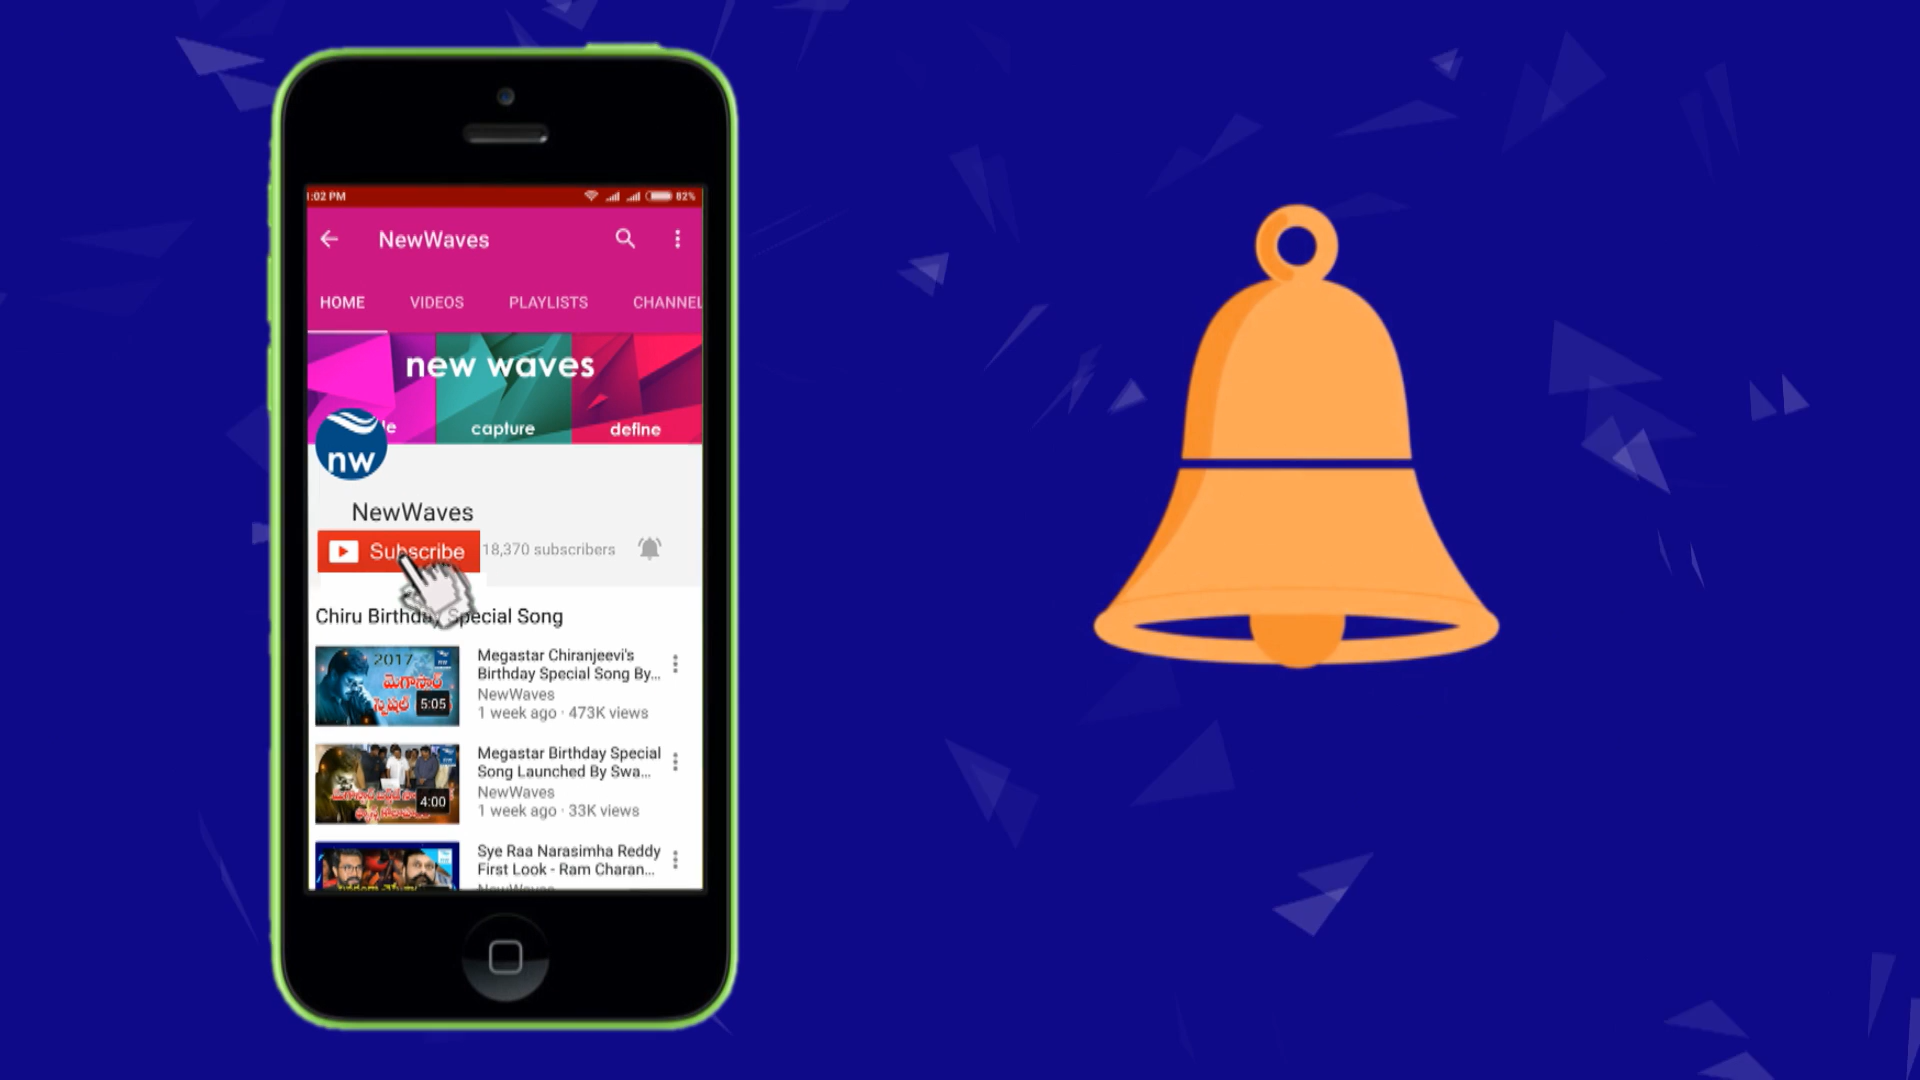 1:02 PM
82%
NewWaves
HOME VIDEOS PLAYLISTS CHANNEL
new waves
capture
define
nw
NewWaves
Subscribe
18,370 subscribers
Chiru Birthday Special Song
2017
మెగాస్టార్
స్పెషల్
5:05
Megastar Chiranjeevi's
Birthday Special Song By...
NewWaves
1 week ago · 473K views
4:00
Megastar Birthday Special
Song Launched By Swa...
NewWaves
1 week ago · 33K views
Sye Raa Narasimha Reddy
First Look - Ram Charan...
NewWaves